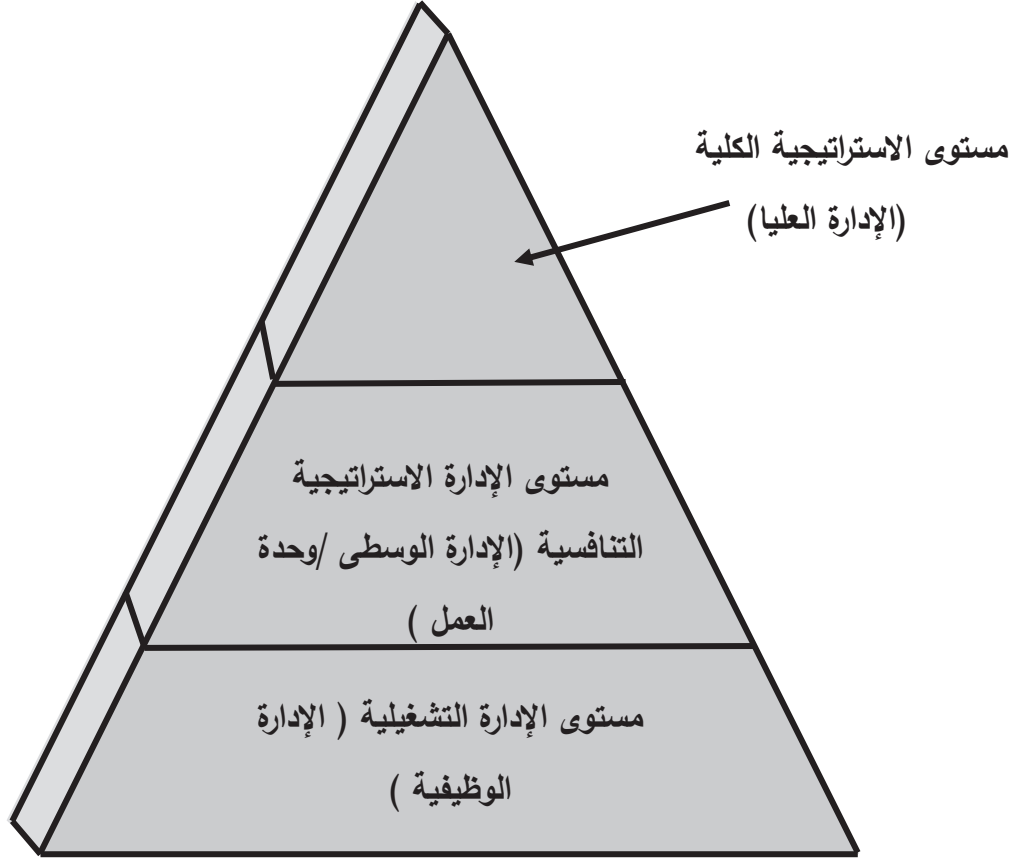 مستوى الاستراتيجية الكلية
(الإدارة العليا)
مستوى الإدارة الاستراتيجية
التنافسية (الإدارة الوسطى /وحدة
العمل )
مستوى الإدارة التشغيلية ( الإدارة
الوظيفية )